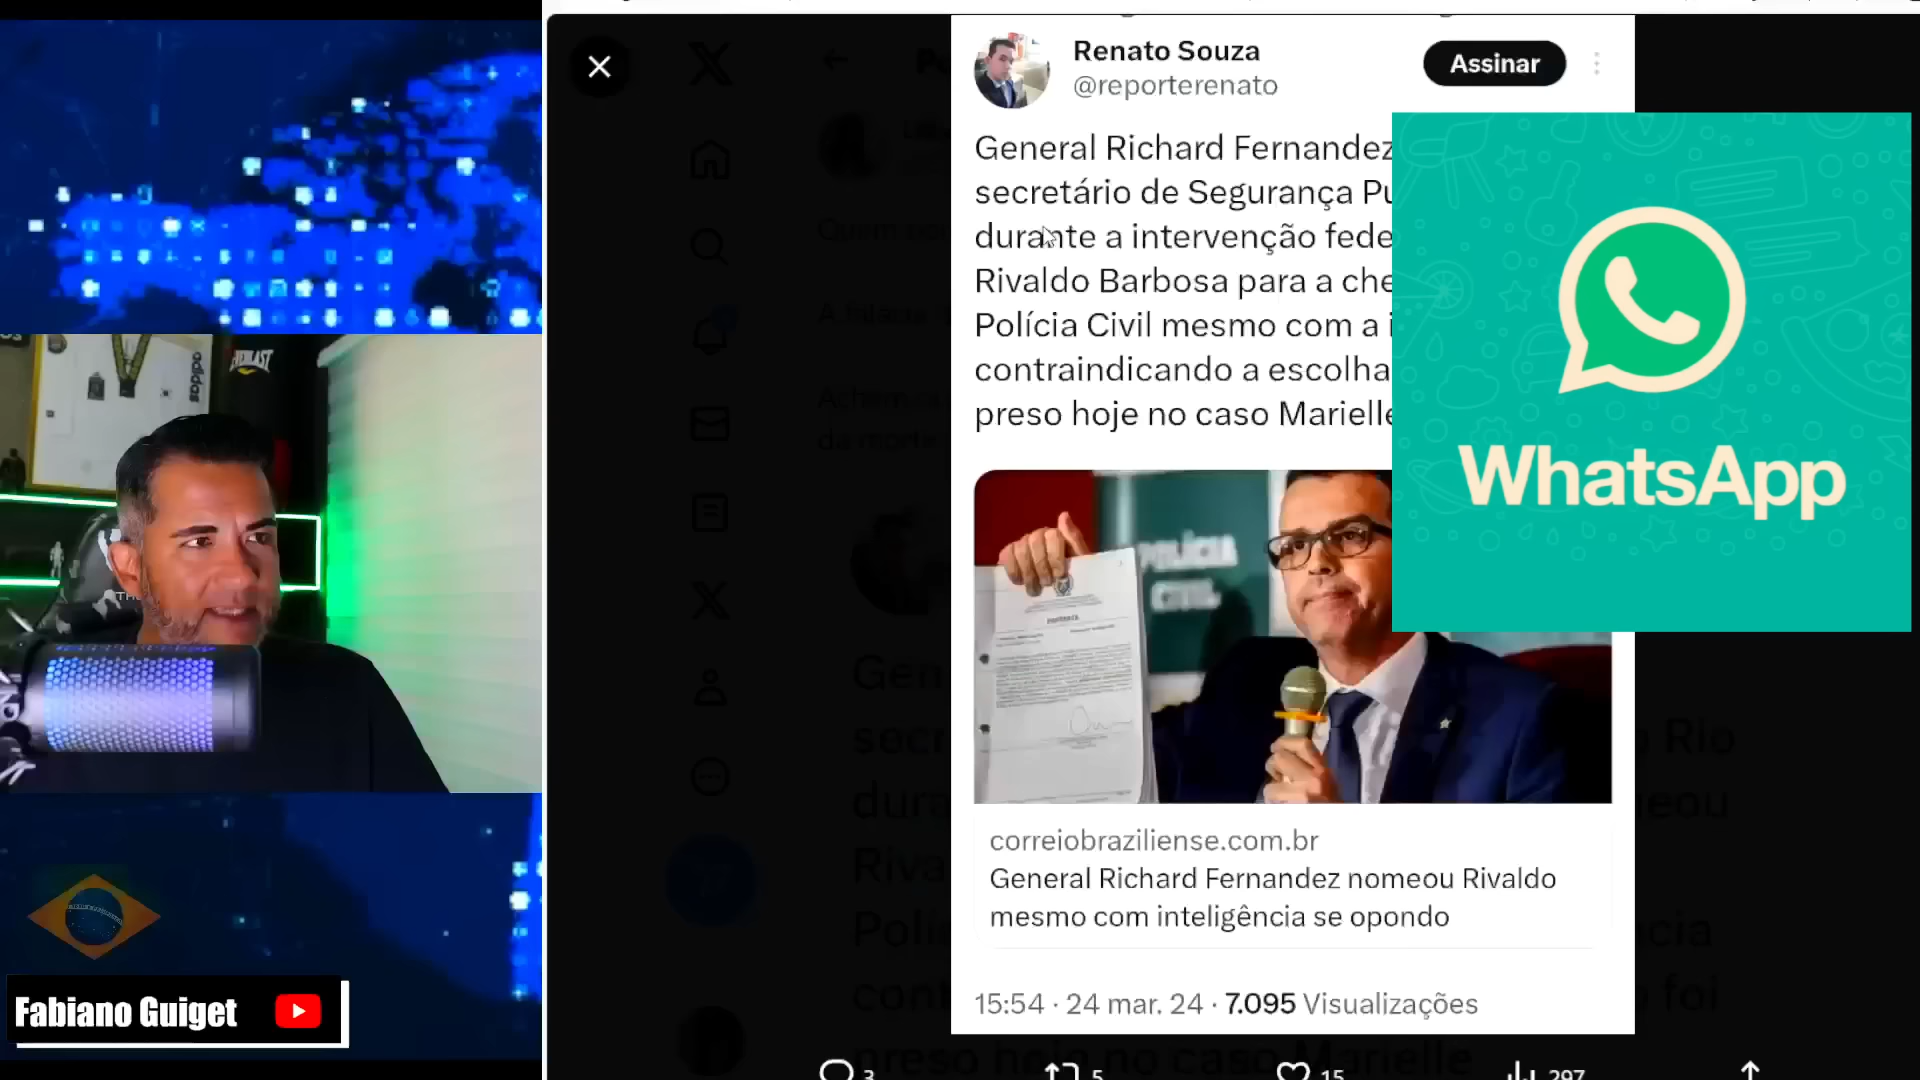 Renato Souza
@reporterenato
Assinar
General Richard Fernandez
secretário de Segurança Pú
durante a intervenção fede
Rivaldo Barbosa para a che
Polícia Civil mesmo com a i
contraindicando a escolha
preso hoje no caso Marielle
WhatsApp
EVERLAST
adidas
POLÍCIA
CIVIL
correiobraziliense.com.br
General Richard Fernandez nomeou Rivaldo
mesmo com inteligência se opondo
15:54 · 24 mar. 24 · 7.095 Visualizações
3
5
15
297
Fabiano Guiget